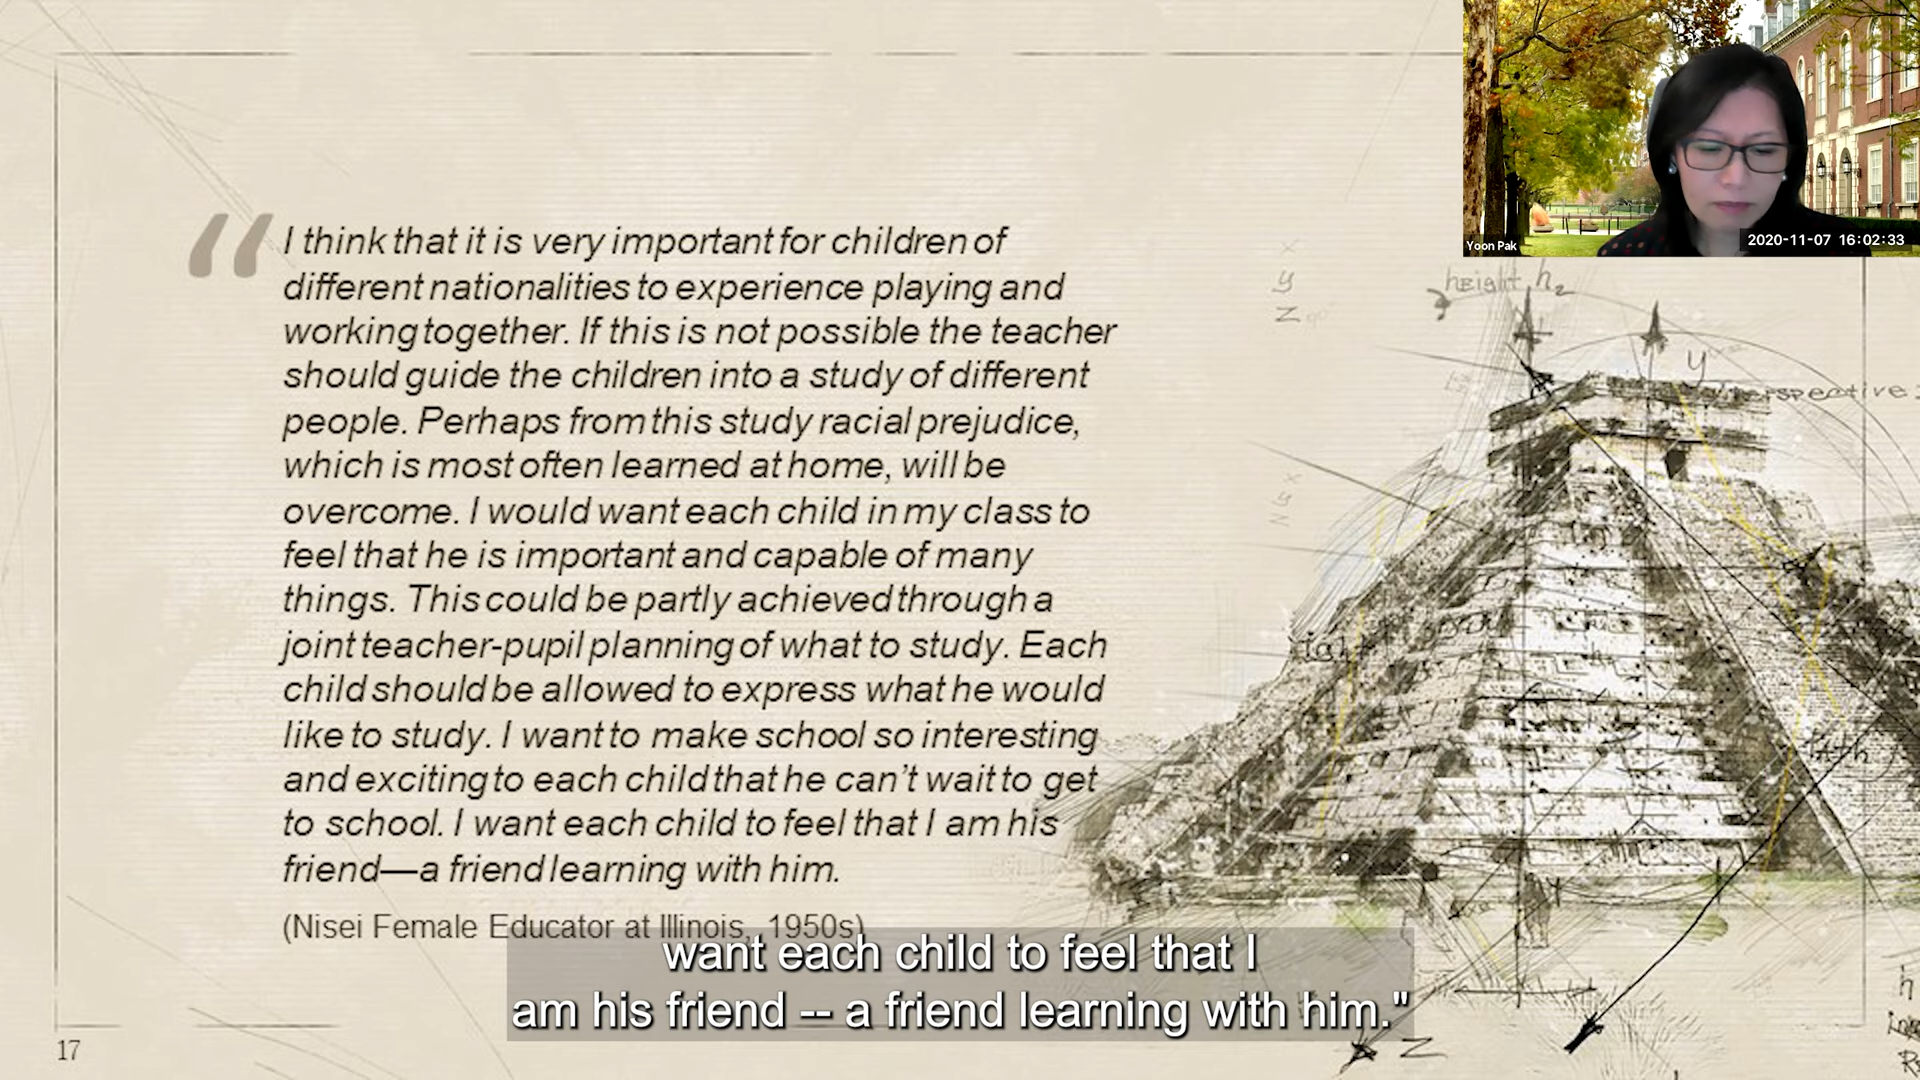 Yoon Pak
2020-11-07 16:02:33
“
I think that it is very important for children of
different nationalities to experience playing and
working together. If this is not possible the teacher
should guide the children into a study of different
people. Perhaps from this study racial prejudice,
which is most often learned at home, will be
overcome. I would want each child in my class to
feel that he is important and capable of many
things. This could be partly achieved through a
joint teacher-pupil planning of what to study. Each
child should be allowed to express what he would
like to study. I want to make school so interesting
and exciting to each child that he can’t wait to get
to school. I want each child to feel that I am his
friend—a friend learning with him.
(Nisei Female Educator at Illinois, 1950s)
want each child to feel that I
am his friend -- a friend learning with him."
17
height h2
x
y
z
y
z
h